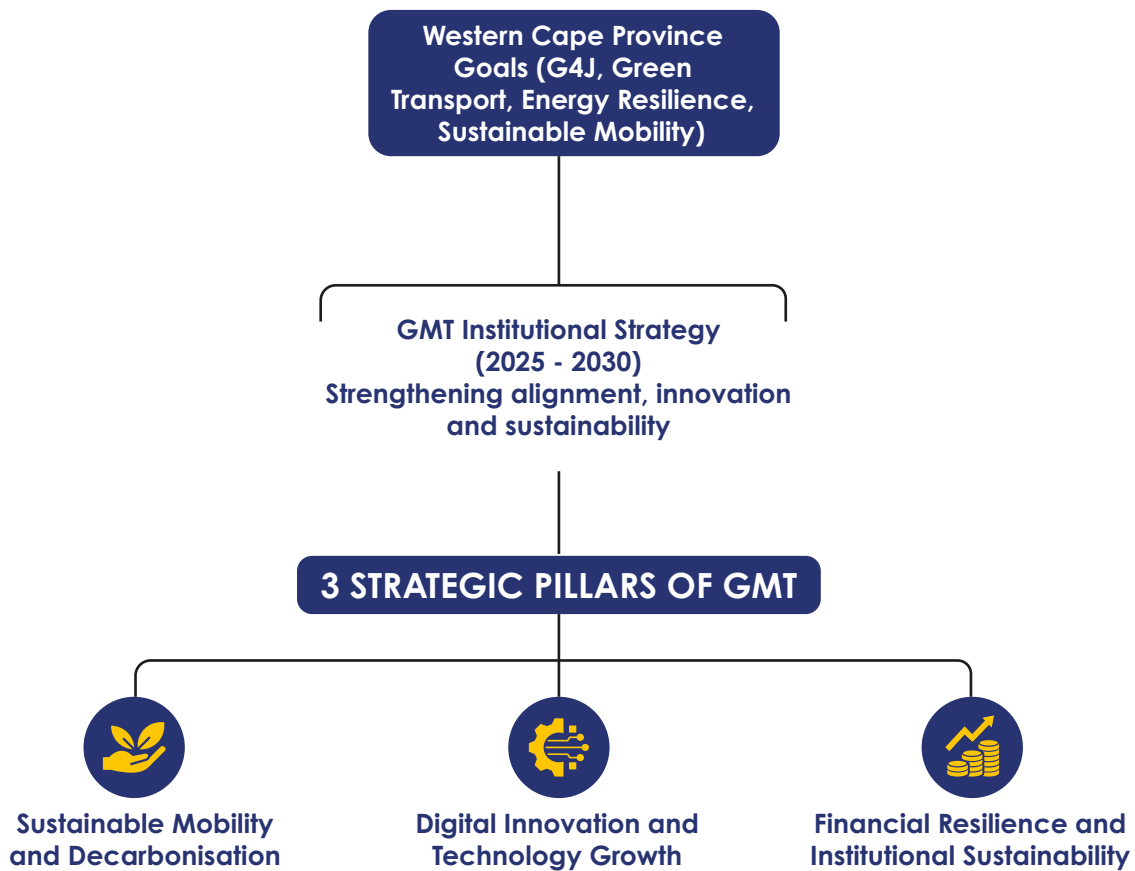 Western Cape Province
Goals (G4J, Green
Transport, Energy Resilience,
Sustainable Mobility)
GMT Institutional Strategy
(2025 - 2030)
Strengthening alignment, innovation
and sustainability
3 STRATEGIC PILLARS OF GMT
Sustainable Mobility
and Decarbonisation
Digital Innovation and
Technology Growth
Financial Resilience and
Institutional Sustainability